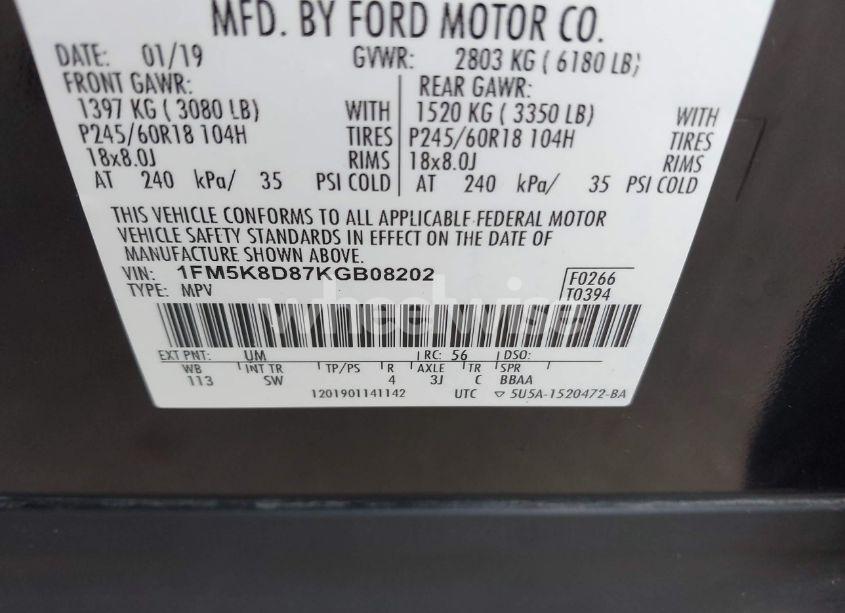 MFD. BY FORD MOTOR CO.
DATE: 01/19 GVWR: 2803 KG ( 6180 LB)
FRONT GAWR: REAR GAWR:
1397 KG ( 3080 LB) WITH 1520 KG ( 3350 LB) WITH
P245/60R18 104H TIRES P245/60R18 104H TIRES
18x8.0J RIMS 18x8.0J RIMS
AT 240 kPa/ 35 PSI COLD AT 240 kPa/ 35 PSI COLD
THIS VEHICLE CONFORMS TO ALL APPLICABLE FEDERAL MOTOR
VEHICLE SAFETY STANDARDS IN EFFECT ON THE DATE OF
MANUFACTURE SHOWN ABOVE.
VIN: 1FM5K8D87KGB08202 F0266
TYPE: MPV T0394
wheelwise
EXT PNT: UM RC: 56 DSO:
WB INT TR TP/PS R AXLE TR SPR
113 SW 4 3J C BBAA
1201901141142 UTC ▽ 5U5A-1520472-BA